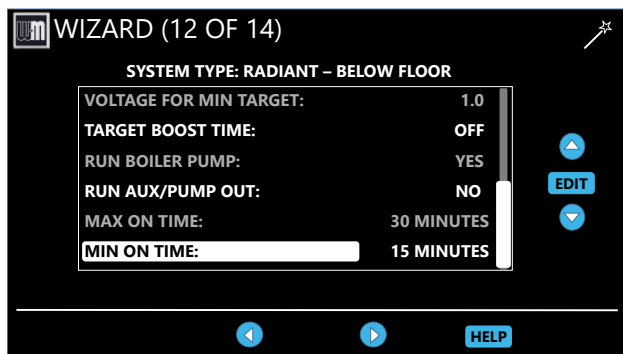 wm WIZARD (12 OF 14)
SYSTEM TYPE: RADIANT – BELOW FLOOR
VOLTAGE FOR MIN TARGET: 1.0
TARGET BOOST TIME: OFF
RUN BOILER PUMP: YES
RUN AUX/PUMP OUT: NO
MAX ON TIME: 30 MINUTES
MIN ON TIME: 15 MINUTES
EDIT
HELP